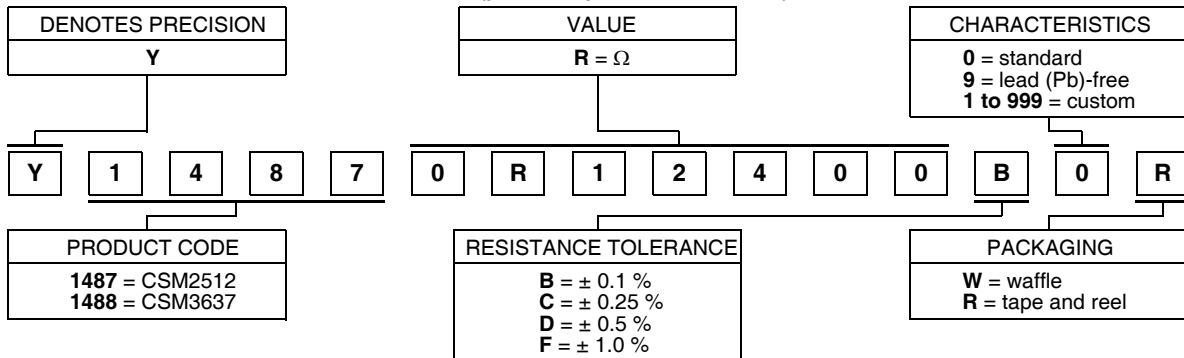 DENOTES PRECISION
Y
VALUE
R = Ω
CHARACTERISTICS
0 = standard
9 = lead (Pb)-free
1 to 999 = custom
Y 1 4 8 7 0 R 1 2 4 0 0 B 0 R
PRODUCT CODE
1487 = CSM2512
1488 = CSM3637
RESISTANCE TOLERANCE
B = ± 0.1 %
C = ± 0.25 %
D = ± 0.5 %
F = ± 1.0 %
PACKAGING
W = waffle
R = tape and reel